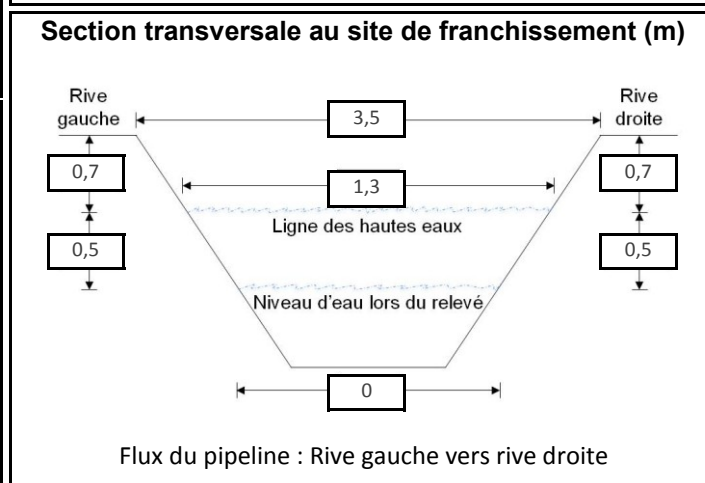 Section transversale au site de franchissement (m)
Rive gauche
Rive droite
3,5
0,7
0,7
1,3
Ligne des hautes eaux
0,5
0,5
Niveau d'eau lors du relevé
0
Flux du pipeline : Rive gauche vers rive droite